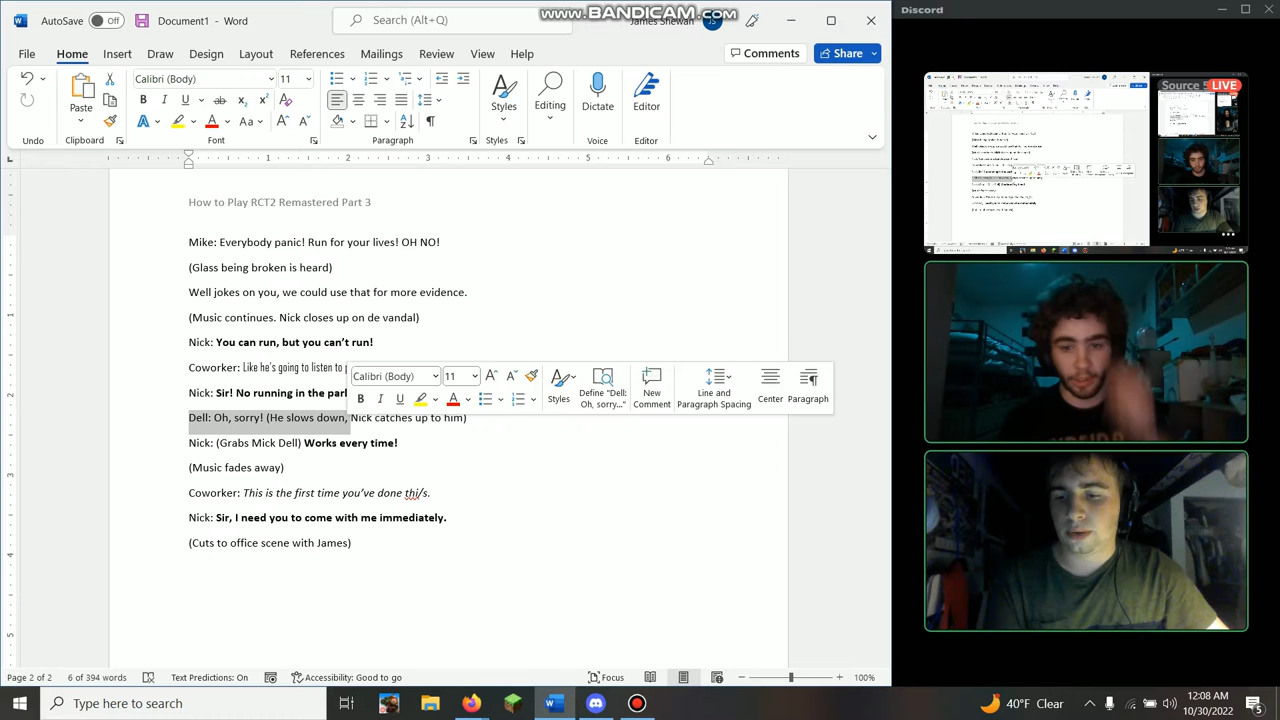 AutoSave Off Document1 - Word Search (Alt+Q) WWW.BANDICAM.COM James Shewan Discord
File Home Insert Draw Design Layout References Mailings Review View Help Comments Share
Calibri (Body) 11
Paste Styles Editing Dictate Editor
Undo Clipboard Font Paragraph Styles Voice Editor
2 3 4 5 6
How to Play RCT: Renumbered Part 3
Mike: Everybody panic! Run for your lives! OH NO!
(Glass being broken is heard)
Well jokes on you, we could use that for more evidence.
(Music continues. Nick closes up on de vandal)
Nick: You can run, but you can’t run!
Coworker: Like he’s going to listen to
Nick: Sir! No running in the park
Dell: Oh, sorry! (He slows down, Nick catches up to him)
Nick: (Grabs Mick Dell) Works every time!
(Music fades away)
Coworker: This is the first time you’ve done thi/s.
Nick: Sir, I need you to come with me immediately.
(Cuts to office scene with James)
Calibri (Body) 11
Styles Define "Dell: Oh, sorry..." New Comment Line and Paragraph Spacing Center Paragraph
LIVE
Page 2 of 2 6 of 394 words Text Predictions: On Accessibility: Good to go Focus 100%
Type here to search 40°F Clear 12:08 AM
10/30/2022 5